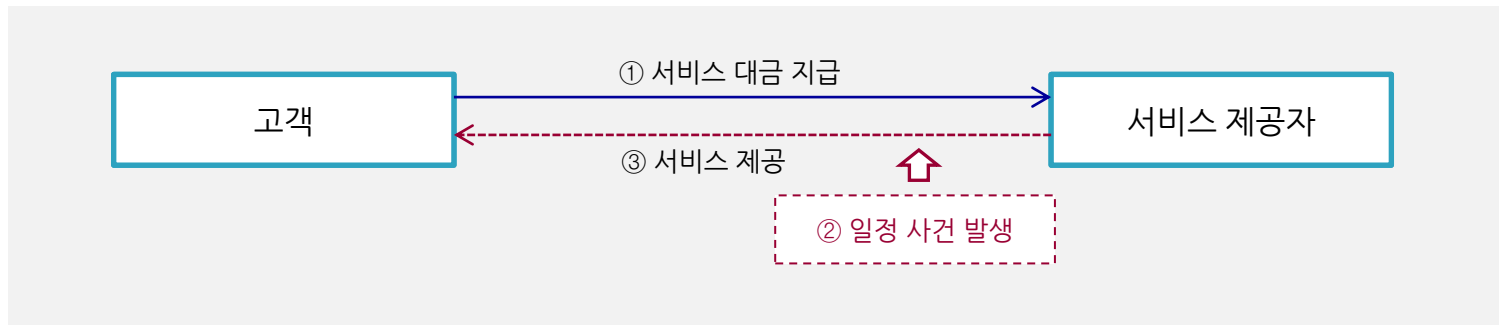 ① 서비스 대금 지급
고객
서비스 제공자
③ 서비스 제공
② 일정 사건 발생